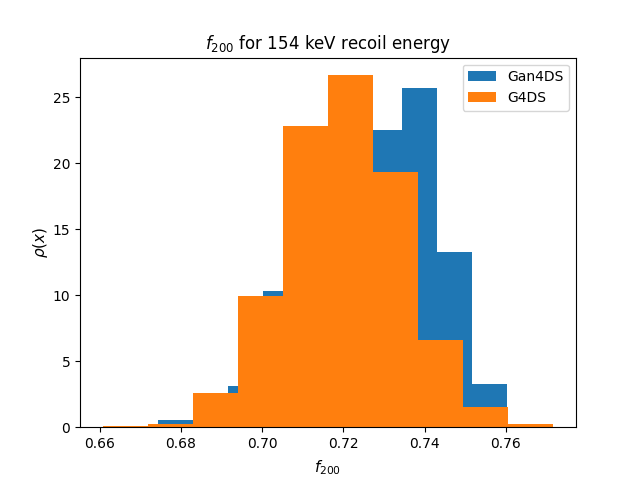 f₂₀₀ for 154 keV recoil energy
Gan4DS
G4DS
ρ(x)
25
20
15
10
5
0
0.66 0.68 0.70 0.72 0.74 0.76
f₂₀₀